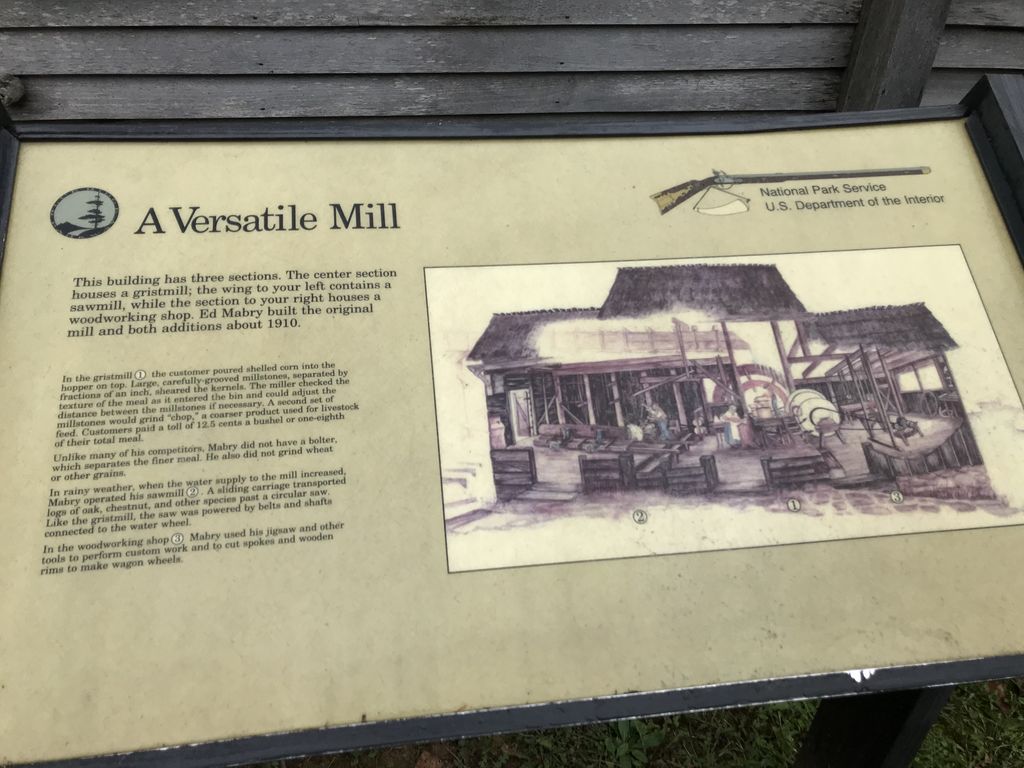 A Versatile Mill
National Park Service
U.S. Department of the Interior
This building has three sections. The center section
houses a gristmill; the wing to your left contains a
sawmill, while the section to your right houses a
woodworking shop. Ed Mabry built the original
mill and both additions about 1910.
In the gristmill ① the customer poured shelled corn into the
hopper on top. Large, carefully-grooved millstones, separated by
fractions of an inch, sheared the kernels. The miller checked the
texture of the meal as it entered the bin and could adjust the
distance between the millstones if necessary. A second set of
millstones would grind "chop," a coarser product used for livestock
feed. Customers paid a toll of 12.5 cents a bushel or one-eighth
of their total meal.
Unlike many of his competitors, Mabry did not have a bolter,
which separates the finer meal. He also did not grind wheat
or other grains.
In rainy weather, when the water supply to the mill increased,
Mabry operated his sawmill ②. A sliding carriage transported
logs of oak, chestnut, and other species past a circular saw.
Like the gristmill, the saw was powered by belts and shafts
connected to the water wheel.
In the woodworking shop ③ Mabry used his jigsaw and other
tools to perform custom work and to cut spokes and wooden
rims to make wagon wheels.
② ① ③